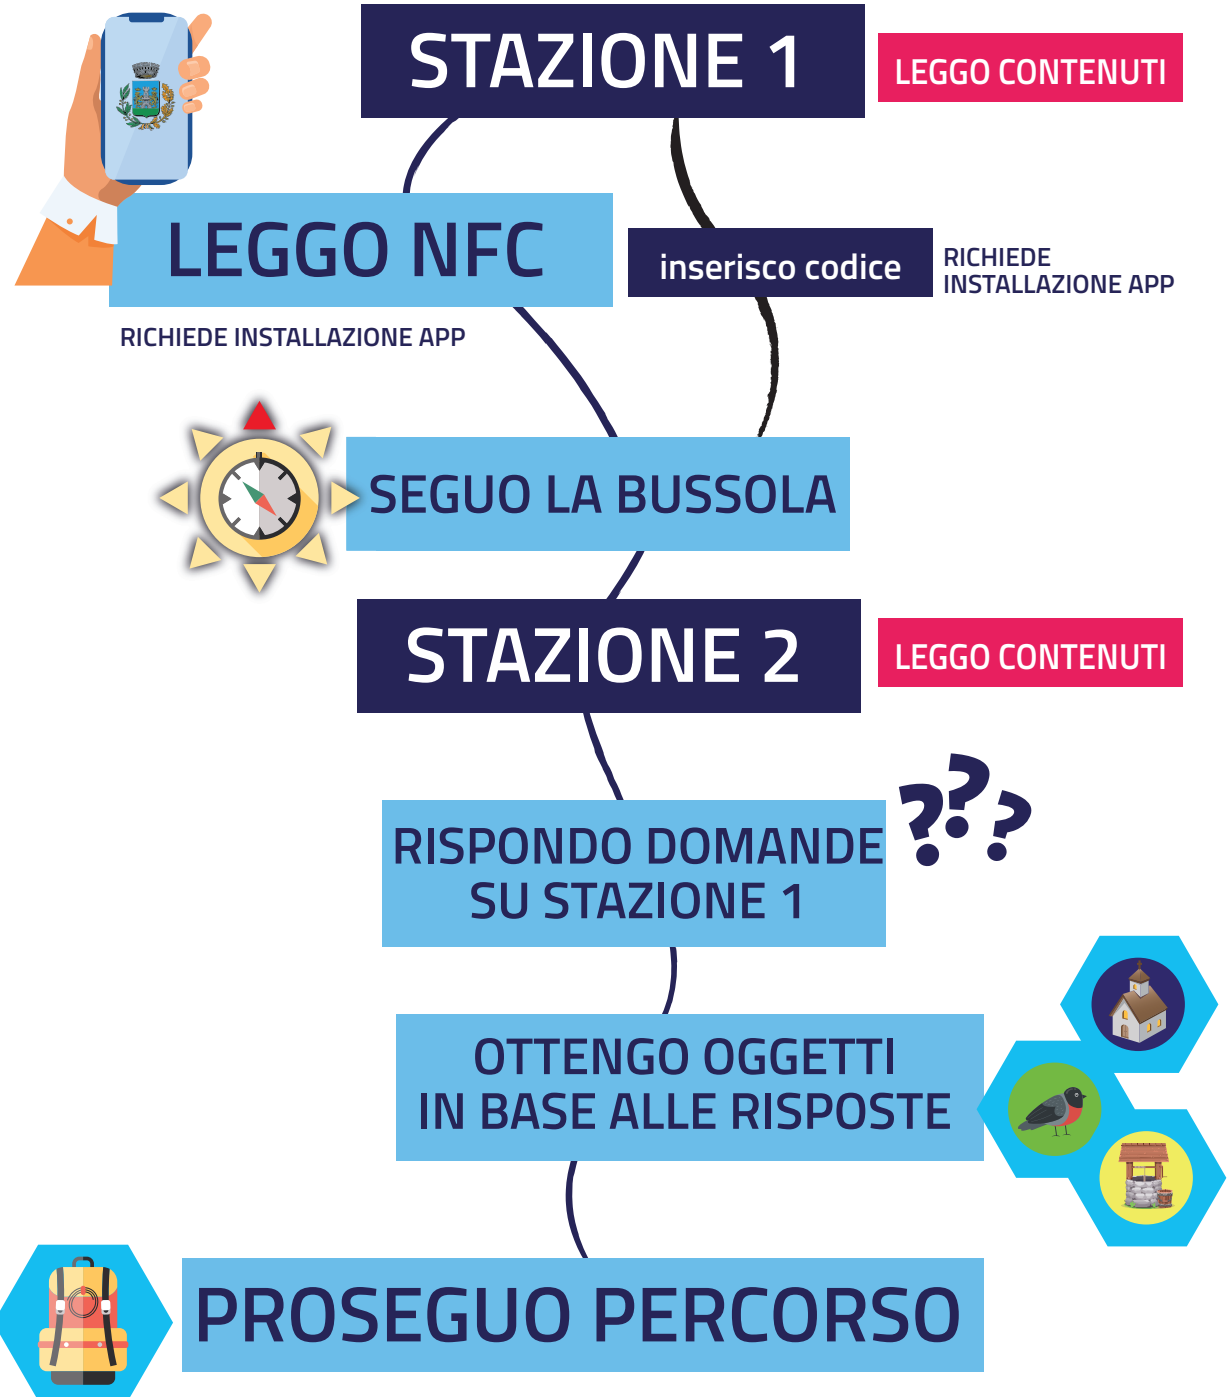 STAZIONE 1
LEGGO CONTENUTI
LEGGO NFC
inserisco codice
RICHIEDE
INSTALLAZIONE APP
RICHIEDE INSTALLAZIONE APP
SEGUO LA BUSSOLA
STAZIONE 2
LEGGO CONTENUTI
???
RISPONDO DOMANDE
SU STAZIONE 1
OTTENGO OGGETTI
IN BASE ALLE RISPOSTE
PROSEGUO PERCORSO